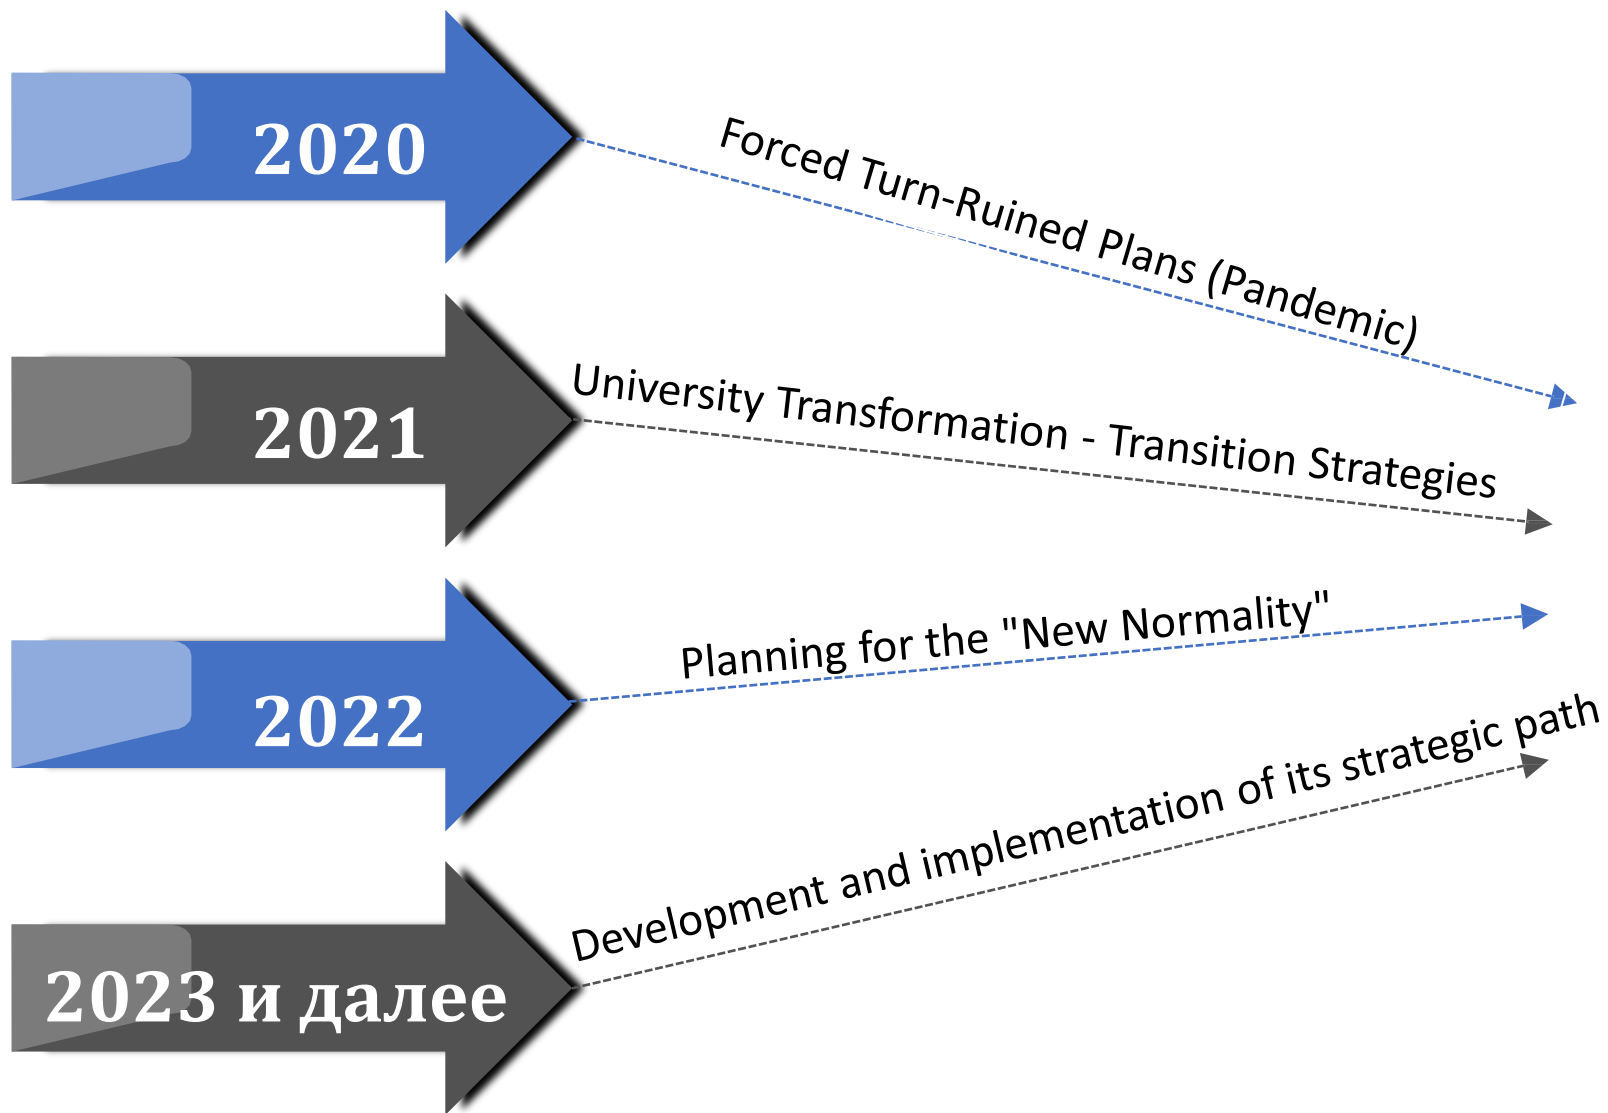 2020
Forced Turn-Ruined Plans (Pandemic)
2021
University Transformation - Transition Strategies
2022
Planning for the "New Normality"
2023 и далее
Development and implementation of its strategic path